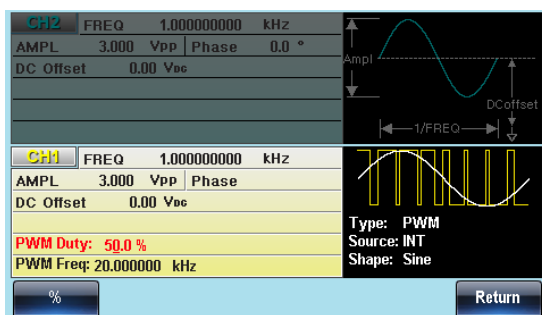 CH2 FREQ 1.000000000 kHz
AMPL 3.000 Vpp Phase 0.0 °
DC Offset 0.00 VDC
Ampl
DCoffset
1/FREQ
CH1 FREQ 1.000000000 kHz
AMPL 3.000 Vpp Phase
DC Offset 0.00 VDC
PWM Duty: 50.0 %
PWM Freq: 20.000000 kHz
Type: PWM
Source: INT
Shape: Sine
% Return